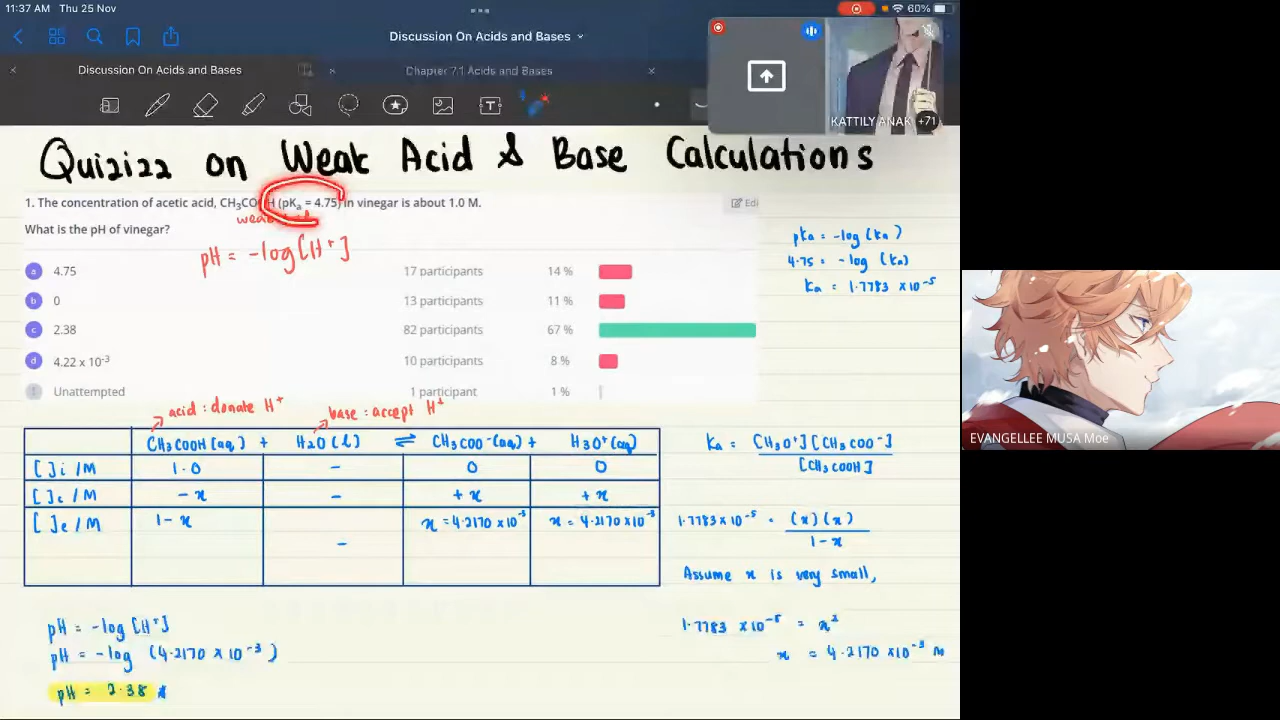 11:37 AM Thu 25 Nov
60%
Discussion On Acids and Bases
Discussion On Acids and Bases
Chapter 7.1 Acids and Bases
KATTILY ANAK +71
Quizizz on Weak Acid & Base Calculations
1. The concentration of acetic acid, CH₃COOH (pKₐ = 4.75) in vinegar is about 1.0 M.
Edi
What is the pH of vinegar?
pH = -log[H⁺]
a 4.75 17 participants 14 %
b 0 13 participants 11 %
c 2.38 82 participants 67 %
d 4.22 x 10⁻³ 10 participants 8 %
Unattempted 1 participant 1 %
pKa = -log (Ka)
4.75 = -log (Ka)
Ka = 1.7783 x10⁻⁵
EVANGELLEE MUSA Moe
acid : donate H⁺
base : accept H⁺
CH₃COOH (aq) + H₂O (l) ⇌ CH₃COO⁻(aq) + H₃O⁺(aq)
[ ]i /M 1.0 - 0 0
[ ]c /M -x - +x +x
[ ]e /M 1-x - x = 4.2170 x10⁻³ x = 4.2170 x10⁻³
Ka = [CH₃O⁺][CH₃COO⁻]
[CH₃COOH]
1.7783 x10⁻⁵ = (x)(x)
1-x
Assume x is very small,
1.7783 x10⁻⁵ = x²
x = 4.2170 x10⁻³ M
pH = -log[H⁺]
pH = -log (4.2170 x 10⁻³)
pH = 2.38